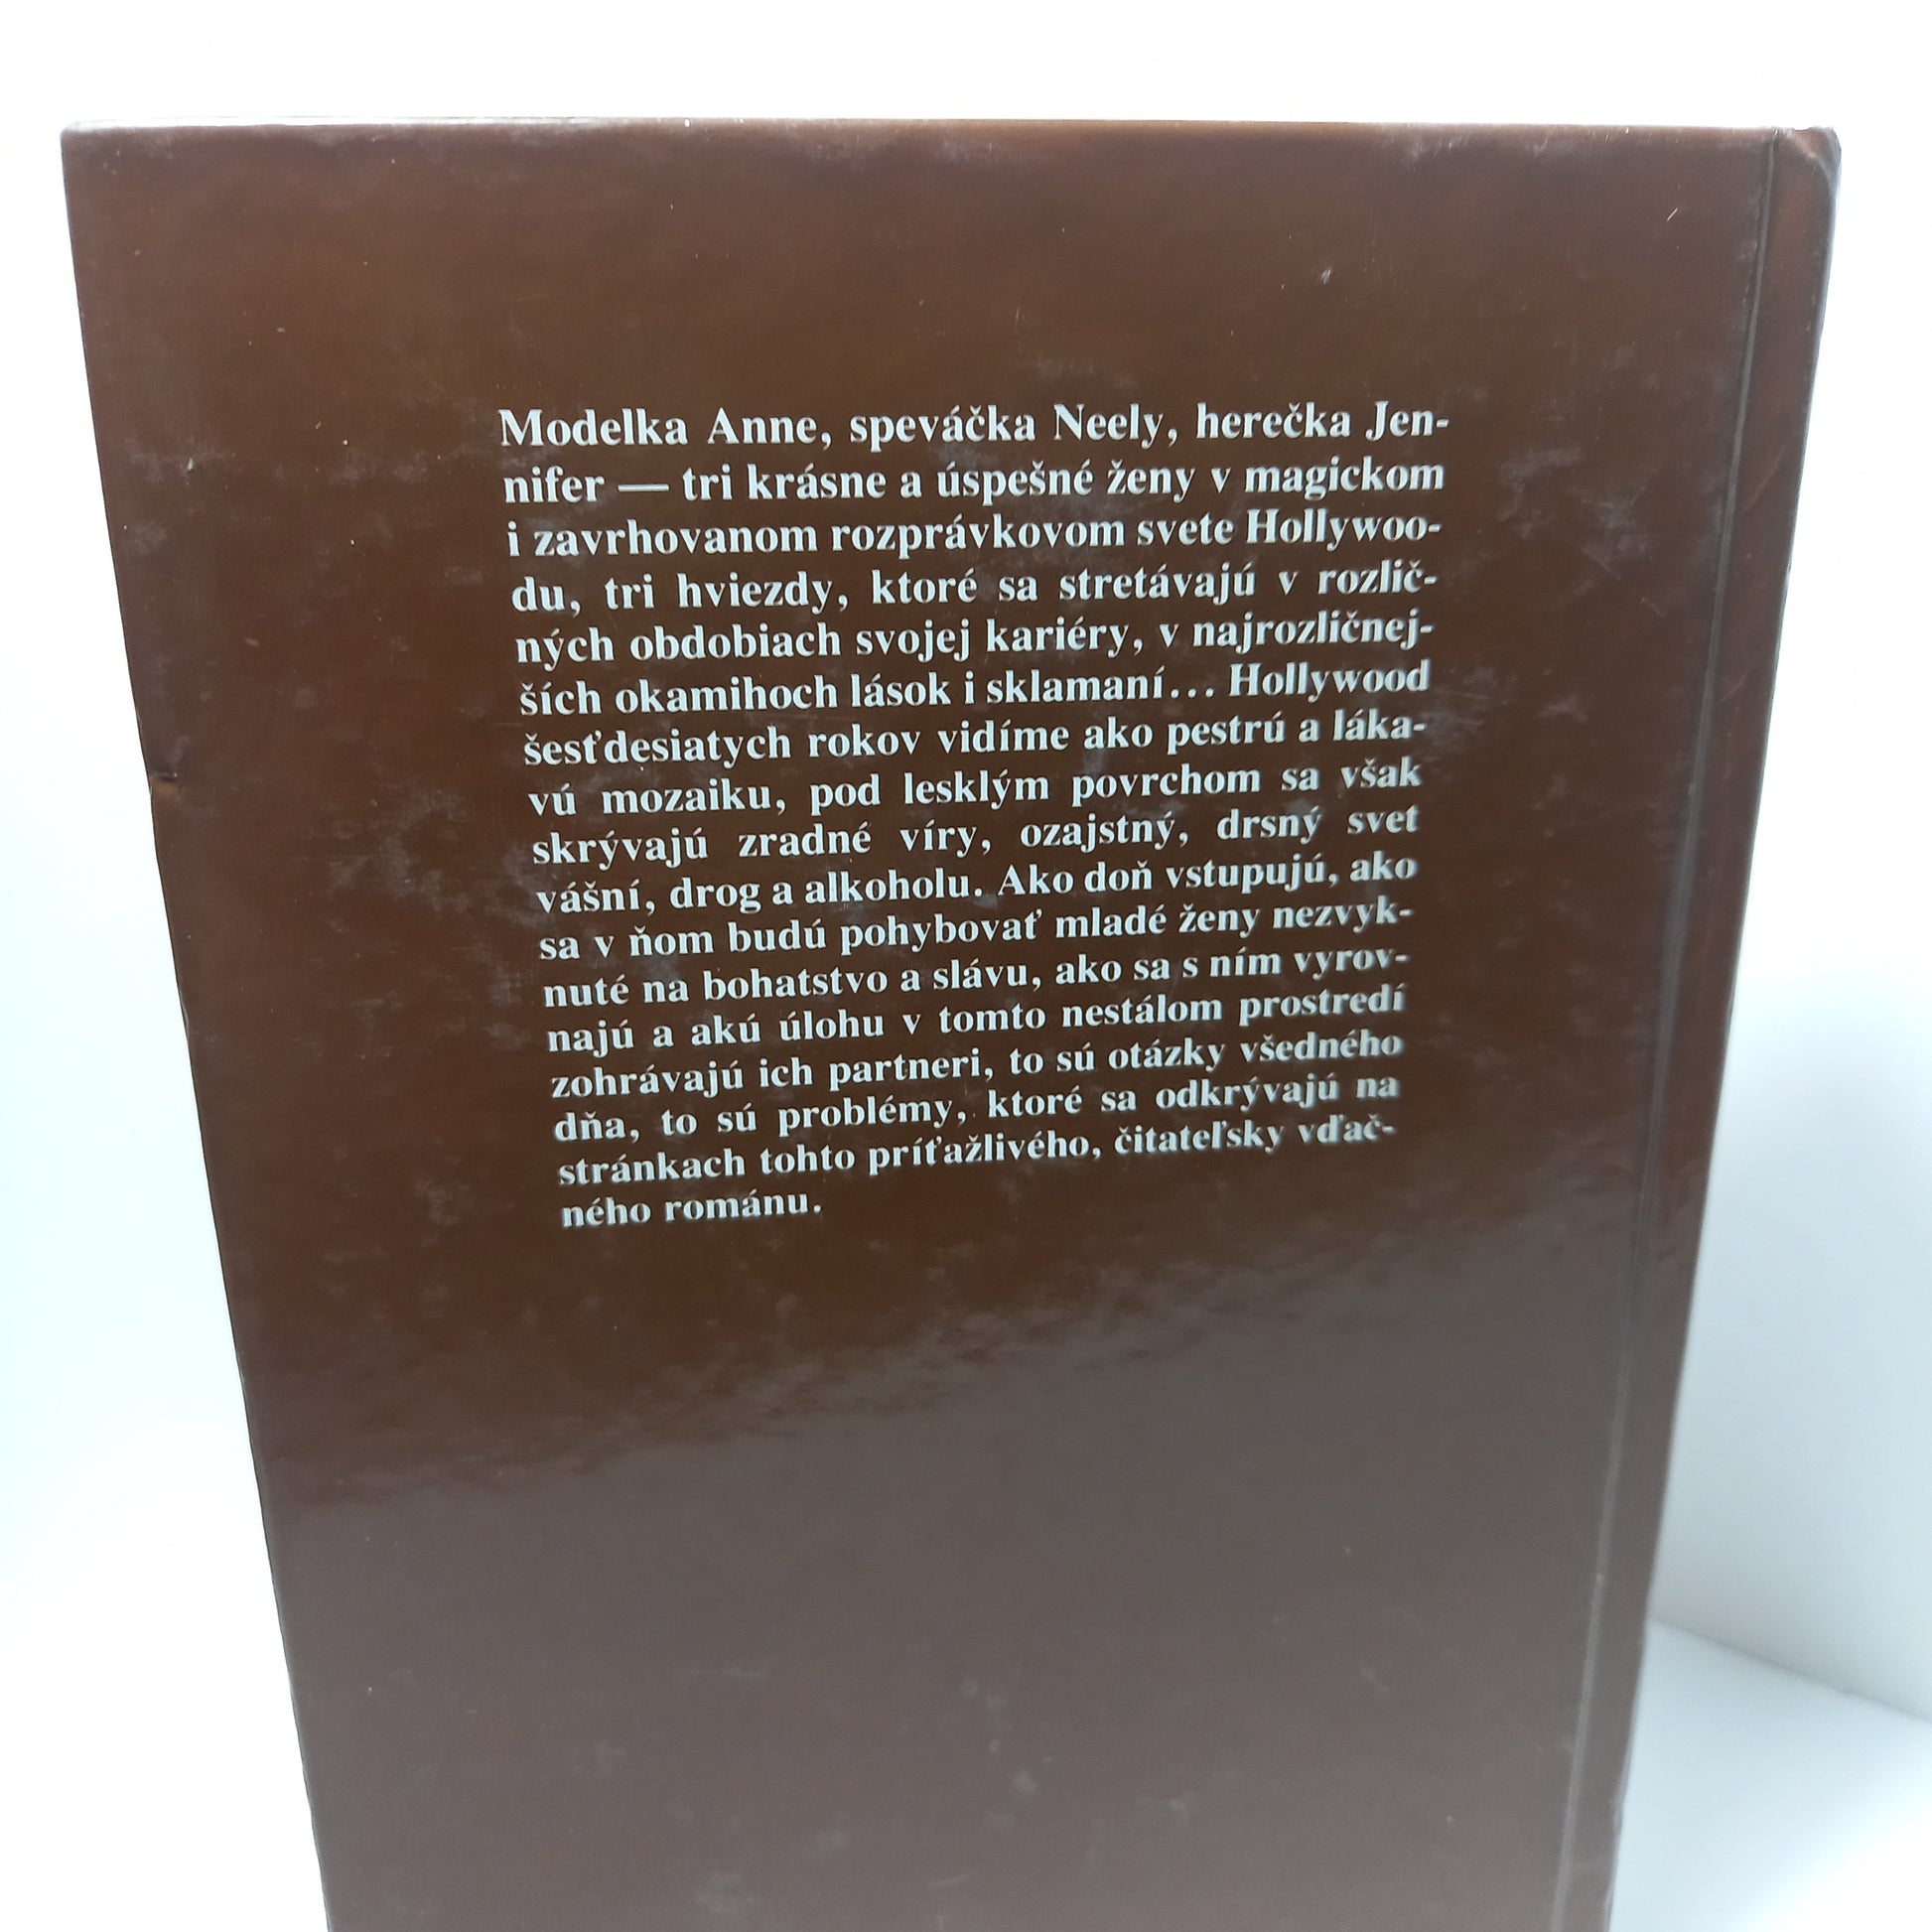 Modelka Anne, speváčka Neely, herečka Jen-
nifer — tri krásne a úspešné ženy v magickom
i zavrhovanom rozprávkovom svete Hollywoo-
du, tri hviezdy, ktoré sa stretávajú v rozlič-
ných obdobiach svojej kariéry, v najrozličnej-
ších okamihoch lások i sklamaní... Hollywood
šesťdesiatych rokov vidíme ako pestrú a láka-
vú mozaiku, pod lesklým povrchom sa však
skrývajú zradné víry, ozajstný, drsný svet
vášní, drog a alkoholu. Ako doň vstupujú, ako
sa v ňom budú pohybovať mladé ženy nezvyk-
nuté na bohatstvo a slávu, ako sa s ním vyrov-
najú a akú úlohu v tomto nestálom prostredí
zohrávajú ich partneri, to sú otázky všedného
dňa, to sú problémy, ktoré sa odkrývajú na
stránkach tohto príťažlivého, čitateľsky vďač-
ného románu.